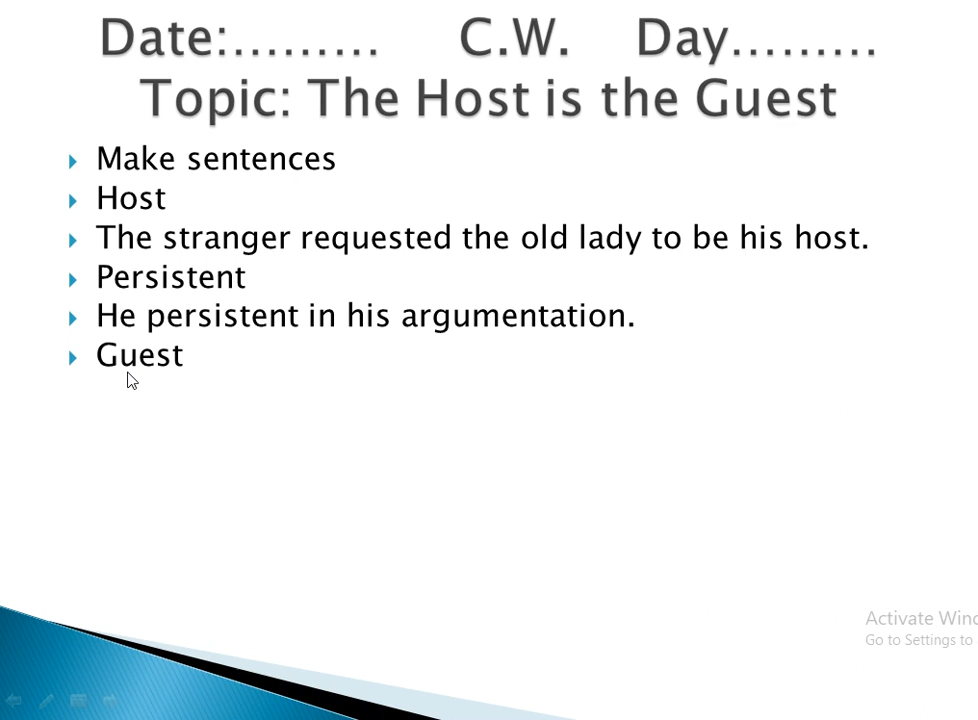 Date:......... C.W. Day.........
Topic: The Host is the Guest
Make sentences
Host
The stranger requested the old lady to be his host.
Persistent
He persistent in his argumentation.
Guest
Activate Wind
Go to Settings to